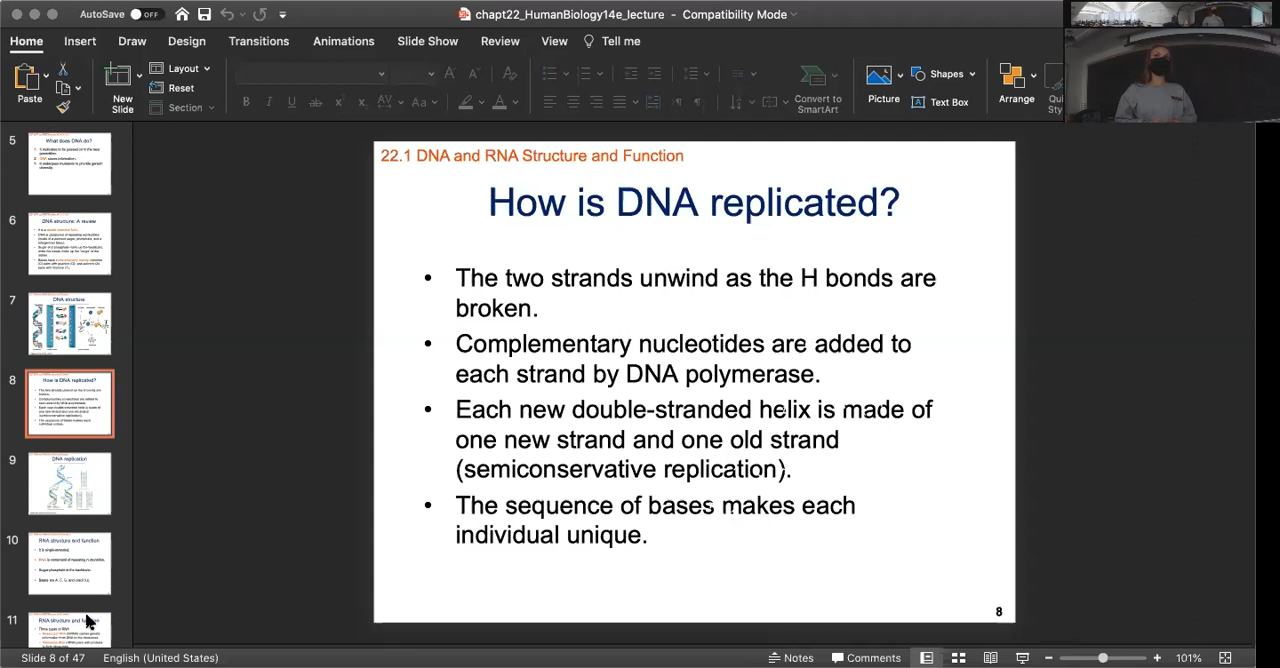 AutoSave OFF chapt22_HumanBiology14e_lecture - Compatibility Mode
Home Insert Draw Design Transitions Animations Slide Show Review View Tell me
Paste
New Slide
Layout
Reset
Section
B I U ab x² x₂ AV Aa A
Convert to SmartArt
Picture
Shapes
Text Box
Arrange
5
What does DNA do?
6
DNA structure: A review
7
DNA structure
8
How is DNA replicated?
9
DNA replication
10
RNA structure and function
11
22.1 DNA and RNA Structure and Function
How is DNA replicated?
• The two strands unwind as the H bonds are
broken.
• Complementary nucleotides are added to
each strand by DNA polymerase.
• Each new double-stranded helix is made of
one new strand and one old strand
(semiconservative replication).
• The sequence of bases makes each
individual unique.
8
Slide 8 of 47 English (United States) Notes Comments 101%